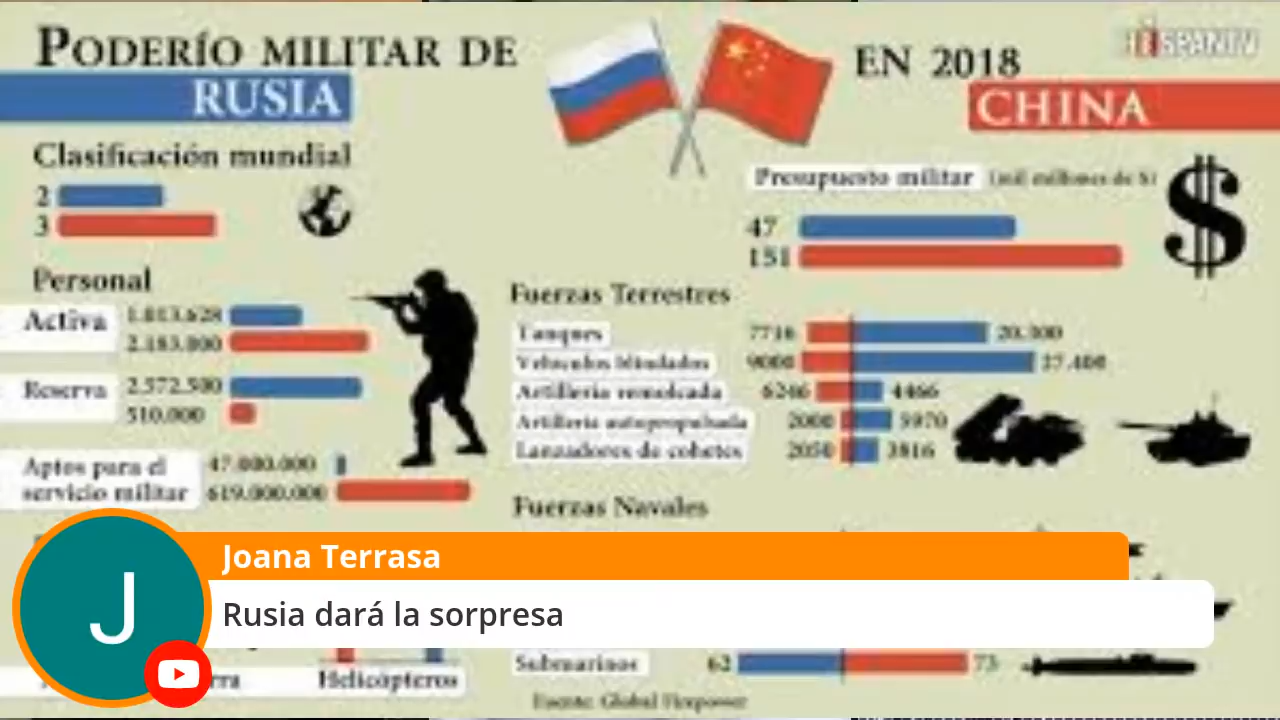 PODERÍO MILITAR DE
EN 2018
HISPANTV
RUSIA
CHINA
Clasificación mundial
2
3
Presupuesto militar (mil millones de $)
47
151
Personal
Activa
1.013.628
2.183.000
Reserva
2.572.500
510.000
Aptos para el
servicio militar
47.000.000
619.000.000
Fuerzas Terrestres
Tanques 7716 20.300
Vehículos blindados 9000 27.400
Artillería remolcada 6246 4466
Artillería autopropulsada 2000 5970
Lanzadores de cohetes 2050 3816
Fuerzas Navales
J
Joana Terrasa
Rusia dará la sorpresa
Helicópteros
Submarinos 62 73
Fuente: Global Firepower